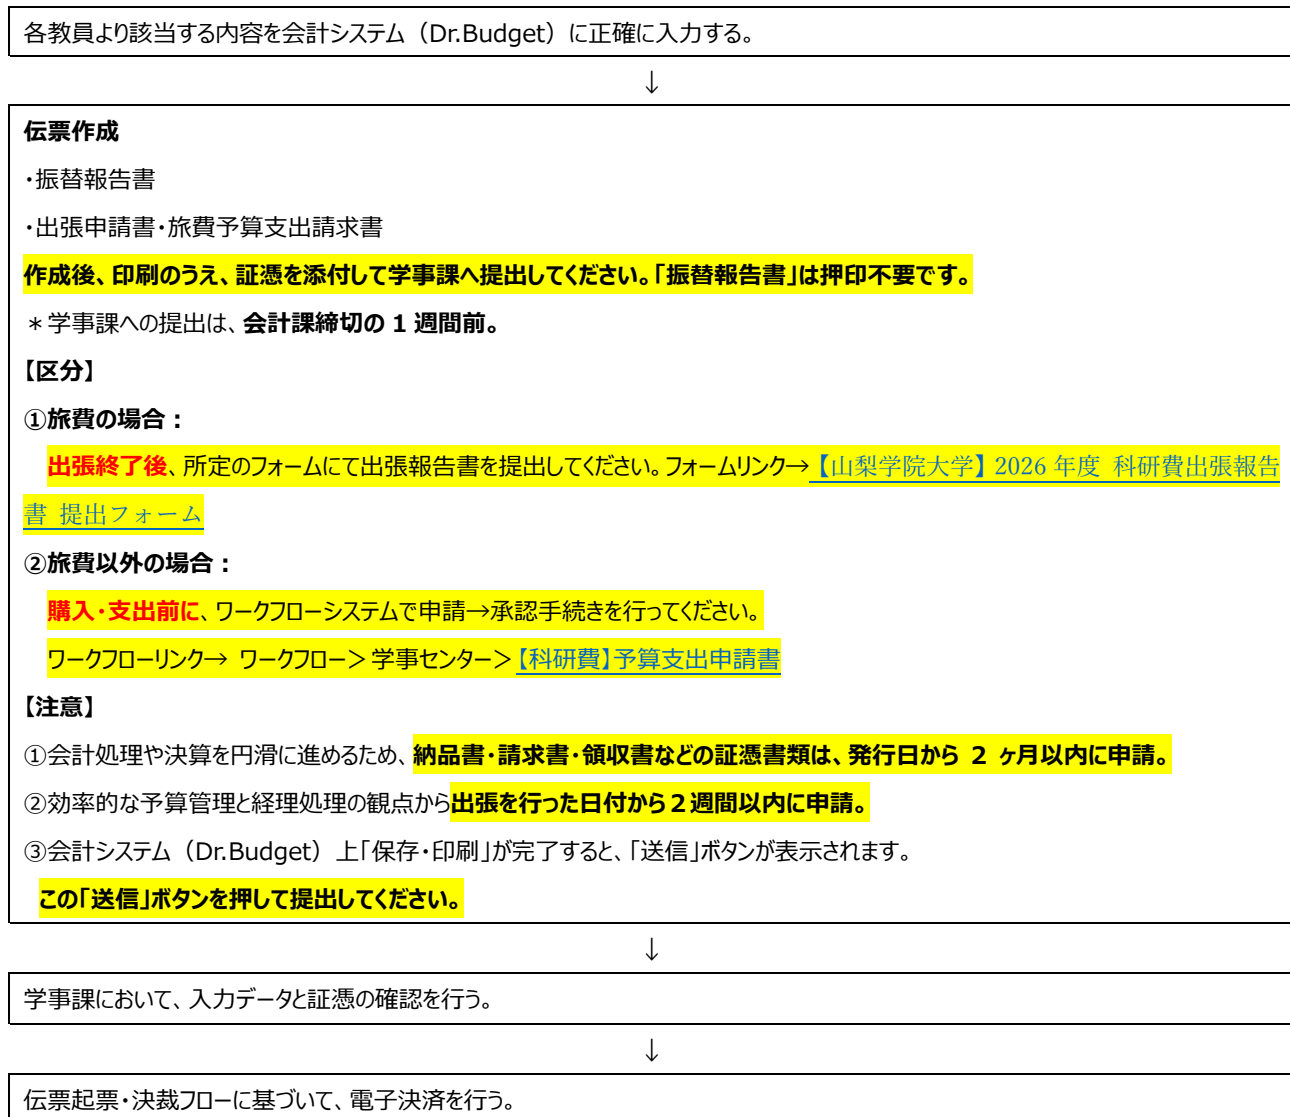 各教員より該当する内容を会計システム（Dr.Budget）に正確に入力する。
↓
伝票作成
・振替報告書
・出張申請書・旅費予算支出請求書
作成後、印刷のうえ、証憑を添付して学事課へ提出してください。「振替報告書」は押印不要です。
＊学事課への提出は、会計課締切の 1 週間前。
【区分】
①旅費の場合：
出張終了後、所定のフォームにて出張報告書を提出してください。フォームリンク→【山梨学院大学】2026 年度 科研費出張報告
書 提出フォーム
②旅費以外の場合：
購入・支出前に、ワークフローシステムで申請→承認手続きを行ってください。
ワークフローリンク→ ワークフロー＞学事センター＞【科研費】予算支出申請書
【注意】
①会計処理や決算を円滑に進めるため、納品書・請求書・領収書などの証憑書類は、発行日から 2 ヶ月以内に申請。
②効率的な予算管理と経理処理の観点から出張を行った日付から２週間以内に申請。
③会計システム（Dr.Budget）上「保存・印刷」が完了すると、「送信」ボタンが表示されます。
この「送信」ボタンを押して提出してください。
↓
学事課において、入力データと証憑の確認を行う。
↓
伝票起票・決裁フローに基づいて、電子決済を行う。